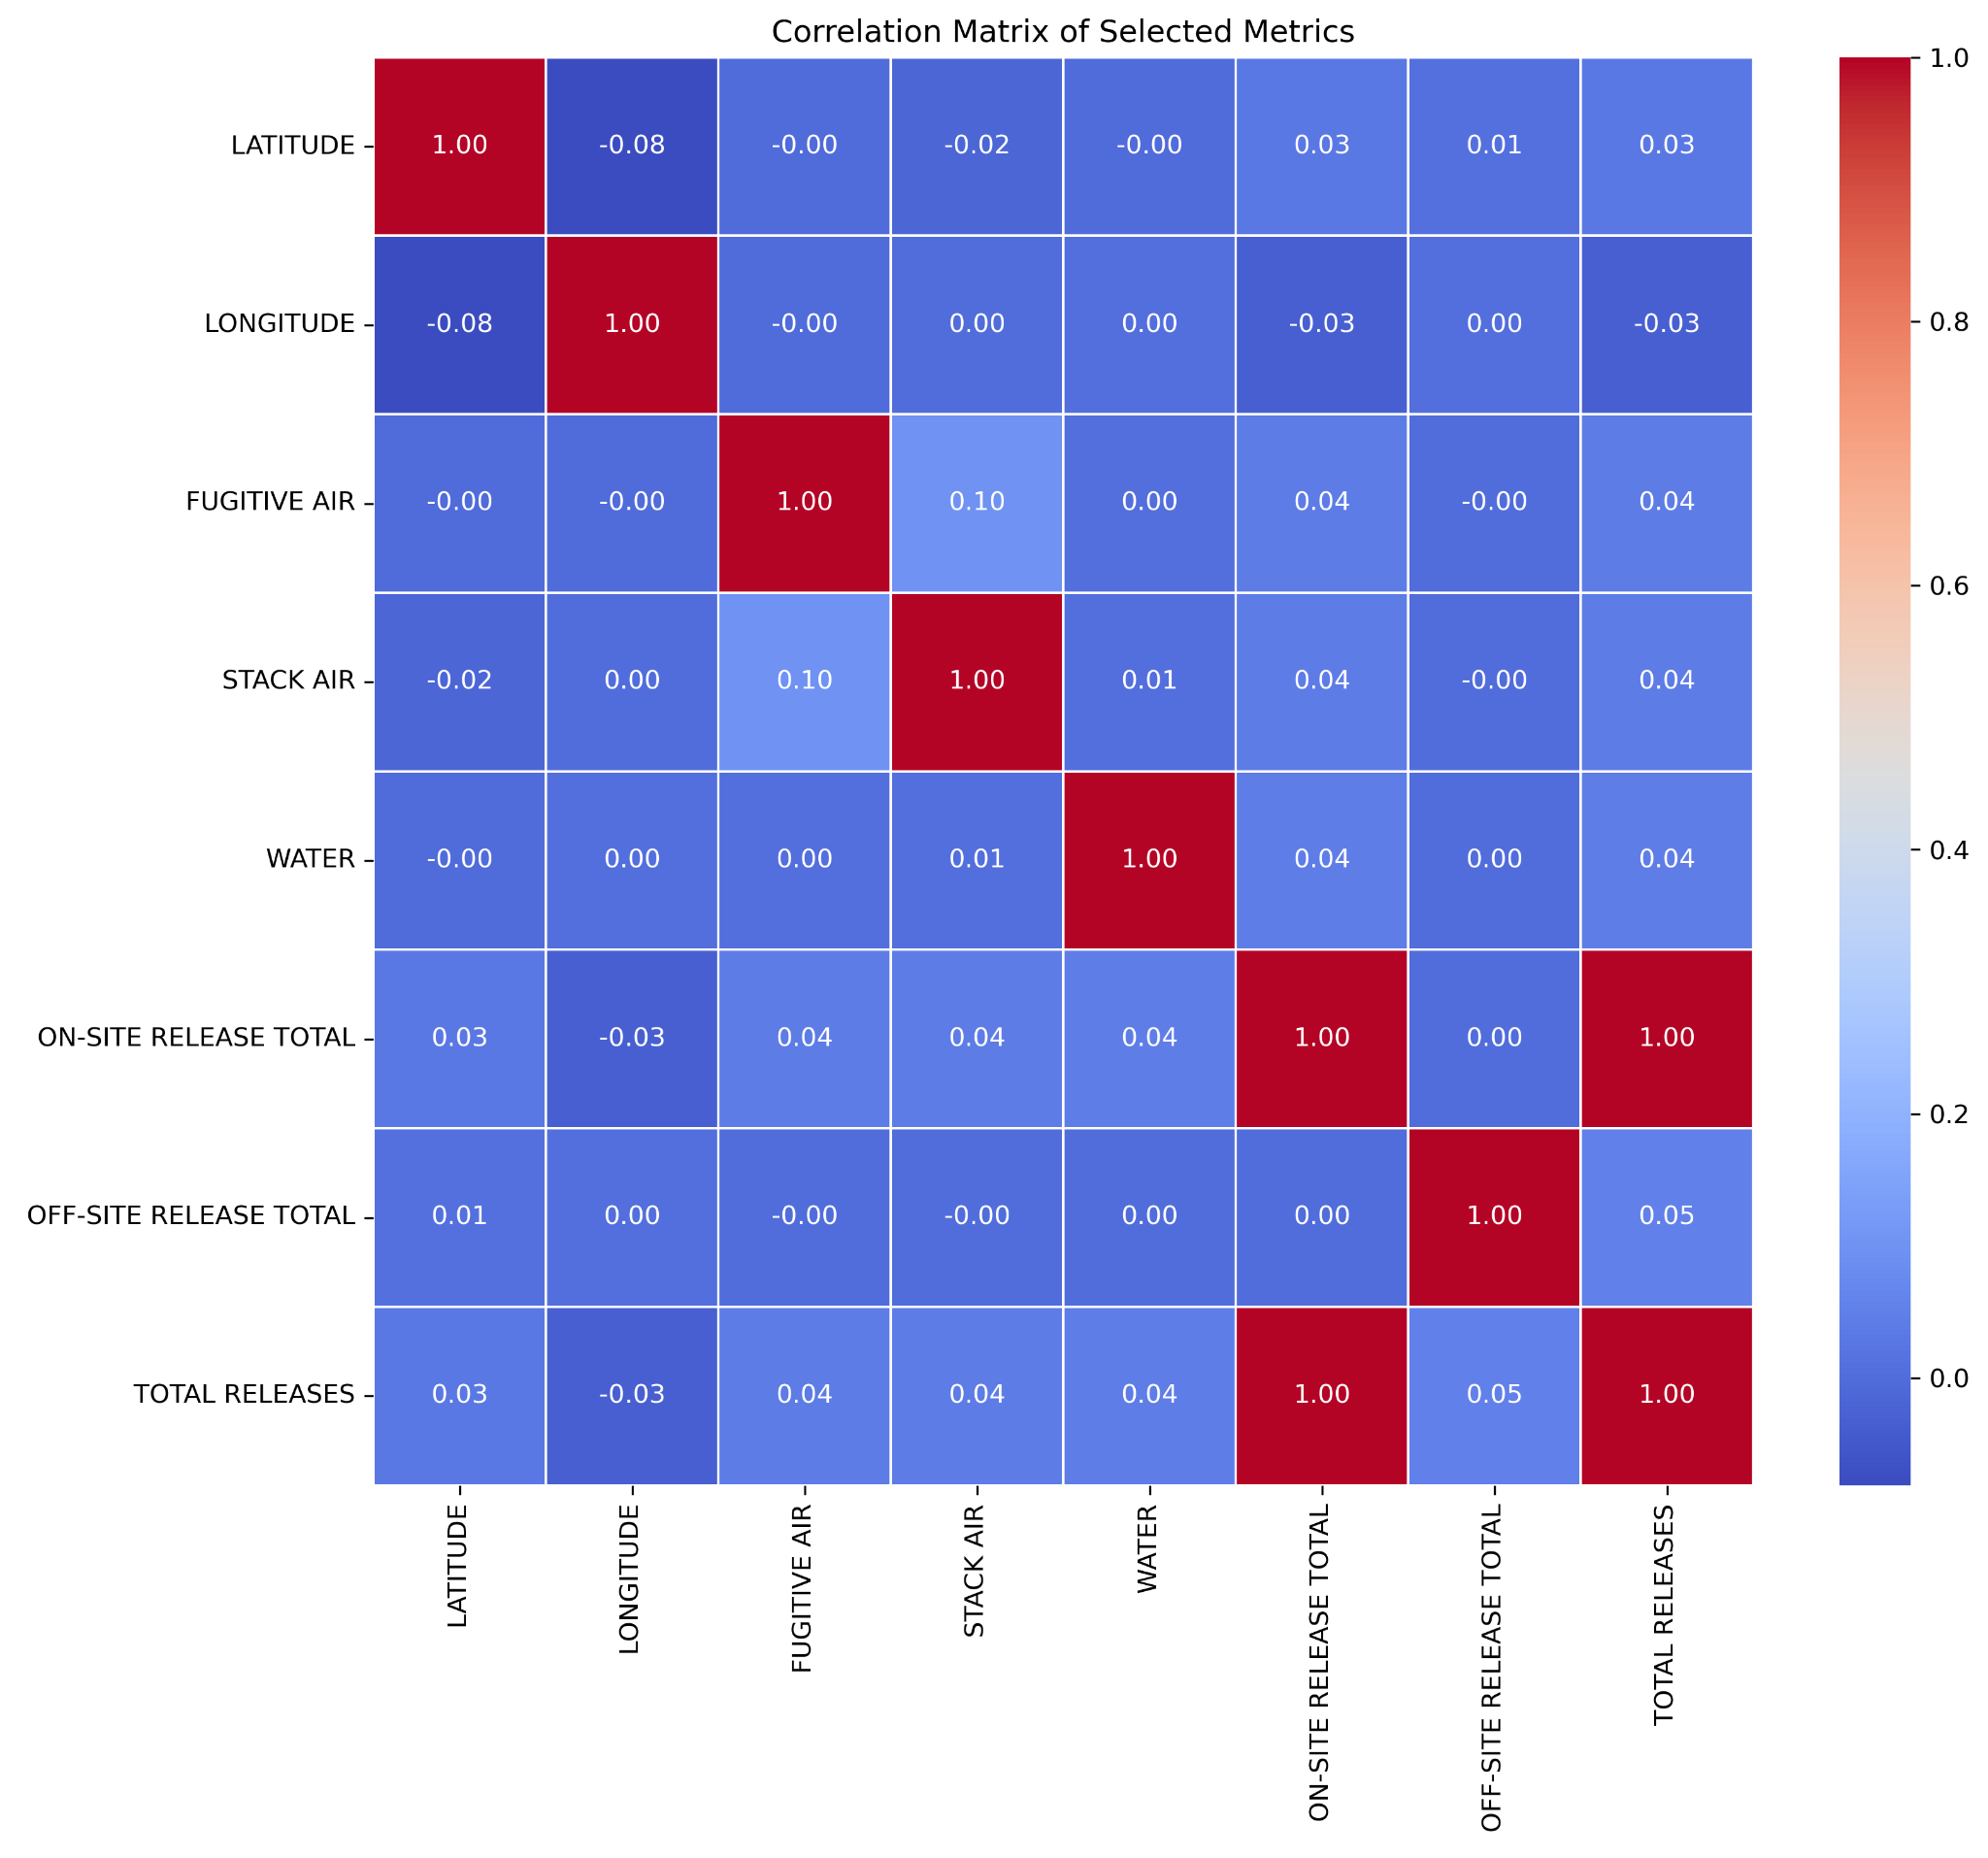 Correlation Matrix of Selected Metrics
LATITUDE 1.00 -0.08 -0.00 -0.02 -0.00 0.03 0.01 0.03
LONGITUDE -0.08 1.00 -0.00 0.00 0.00 -0.03 0.00 -0.03
FUGITIVE AIR -0.00 -0.00 1.00 0.10 0.00 0.04 -0.00 0.04
STACK AIR -0.02 0.00 0.10 1.00 0.01 0.04 -0.00 0.04
WATER -0.00 0.00 0.00 0.01 1.00 0.04 0.00 0.04
ON-SITE RELEASE TOTAL 0.03 -0.03 0.04 0.04 0.04 1.00 0.00 1.00
OFF-SITE RELEASE TOTAL 0.01 0.00 -0.00 -0.00 0.00 0.00 1.00 0.05
TOTAL RELEASES 0.03 -0.03 0.04 0.04 0.04 1.00 0.05 1.00
LATITUDE
LONGITUDE
FUGITIVE AIR
STACK AIR
WATER
ON-SITE RELEASE TOTAL
OFF-SITE RELEASE TOTAL
TOTAL RELEASES
1.0
0.8
0.6
0.4
0.2
0.0